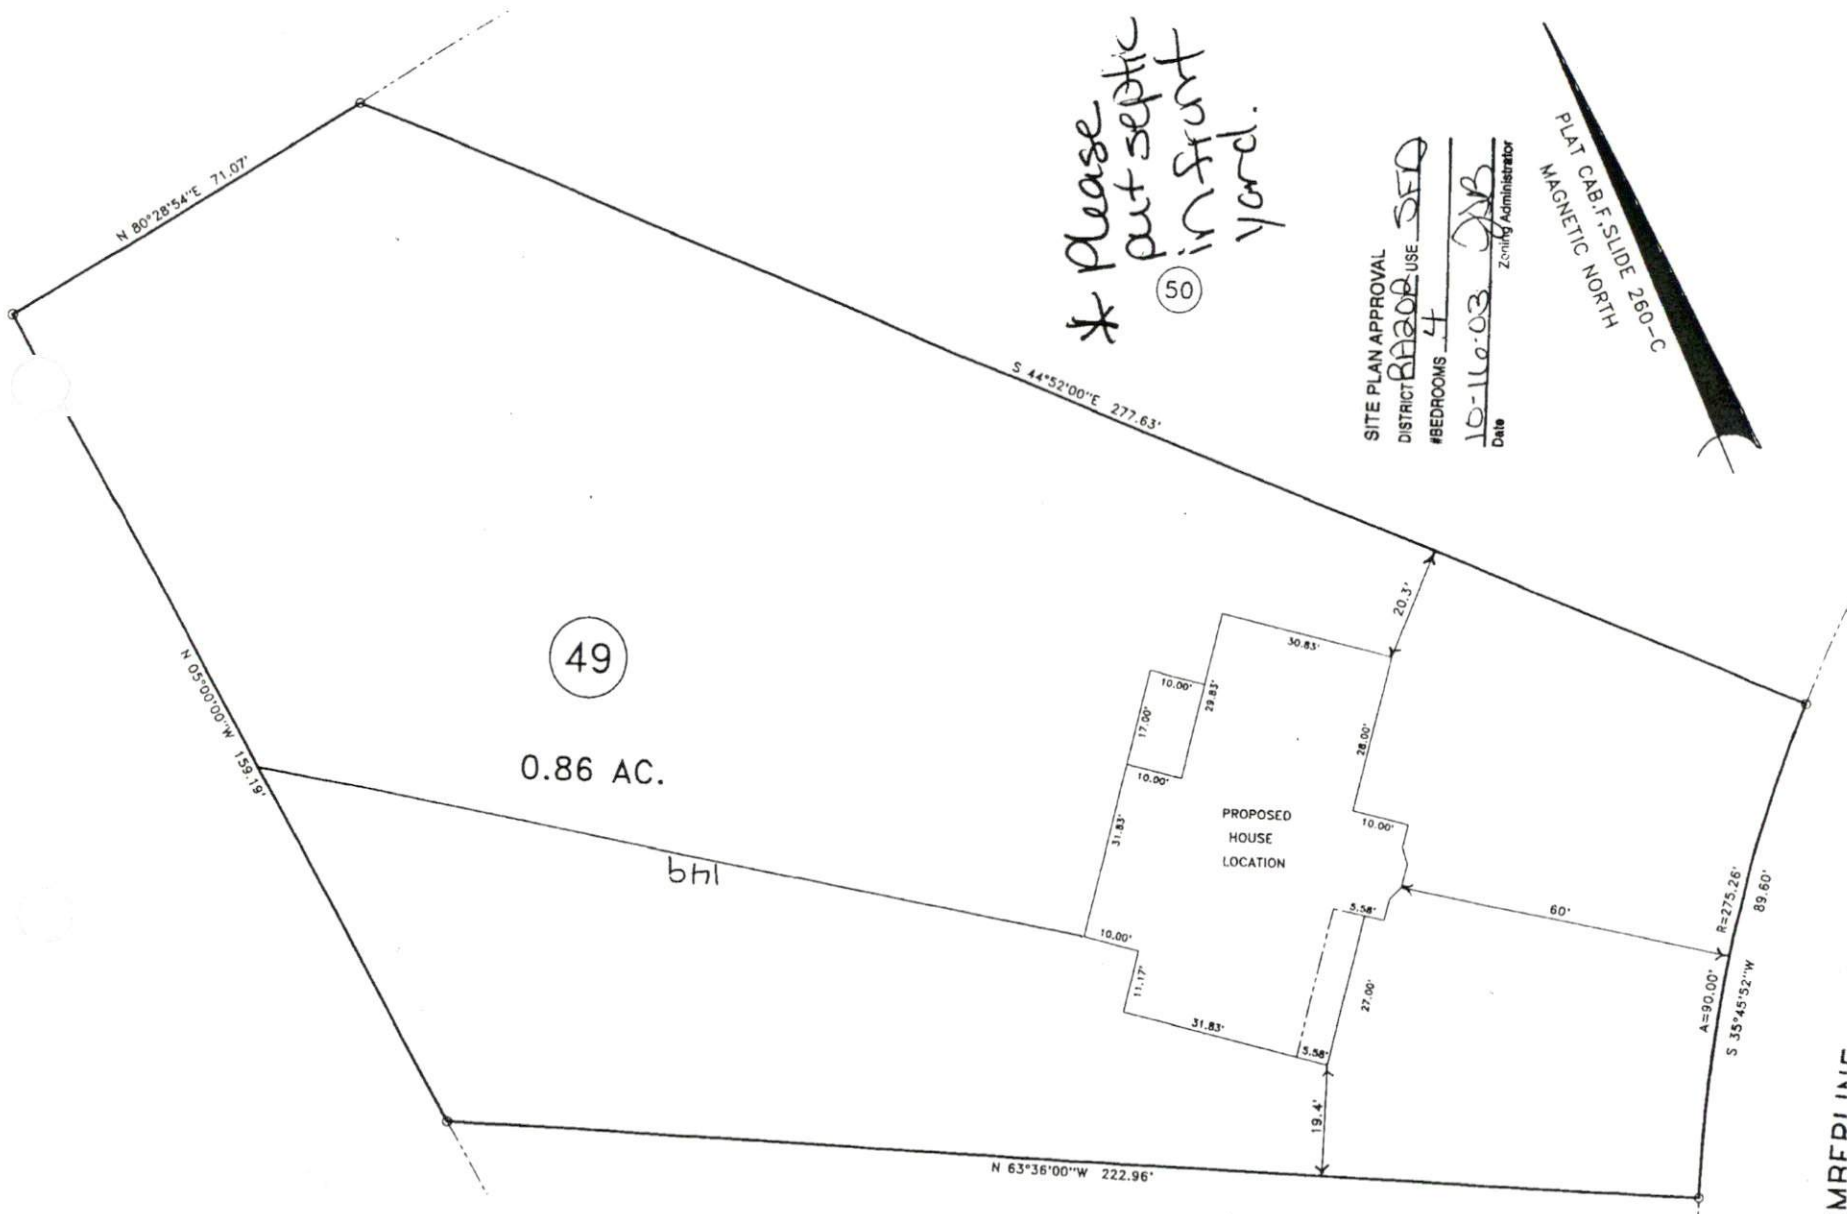 N 80°28'54"E 71.07'
* Please
put septic
in frunt
yard.
50
SITE PLAN APPROVAL
DISTRICT RA20R USE SFD
#BEDROOMS 4
10-16-03
Date
Zoning Administrator
PLAT CAB.F,SLIDE 260-C
MAGNETIC NORTH
S 44°52'00"E 277.63'
N 05°00'00"W 159.19'
49
0.86 AC.
149
20.3'
30.83'
10.00'
29.83'
17.00'
10.00'
28.00'
31.83'
PROPOSED
HOUSE
LOCATION
10.00'
5.58'
60'
R=275.26'
89.60'
A=90.00'
S 35°45'52"W
10.00'
11.17'
27.00'
31.83'
5.58'
19.4'
N 63°36'00"W 222.96'